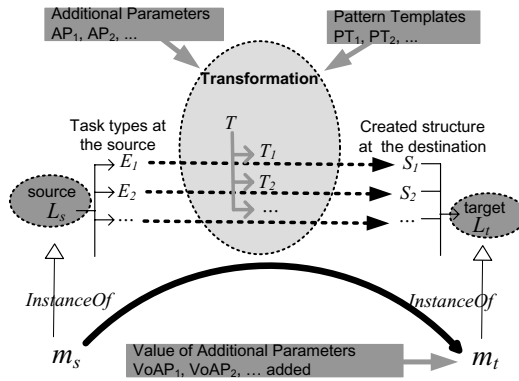 Additional Parameters
AP1, AP2, ...
Pattern Templates
PT1, PT2, ...
Transformation
Task types at
the source
Created structure
at the destination
T
E1
T1
S1
E2
T2
S2
...
...
...
source
Ls
target
Lt
InstanceOf
InstanceOf
ms
Value of Additional Parameters
VoAP1, VoAP2, ... added
mt